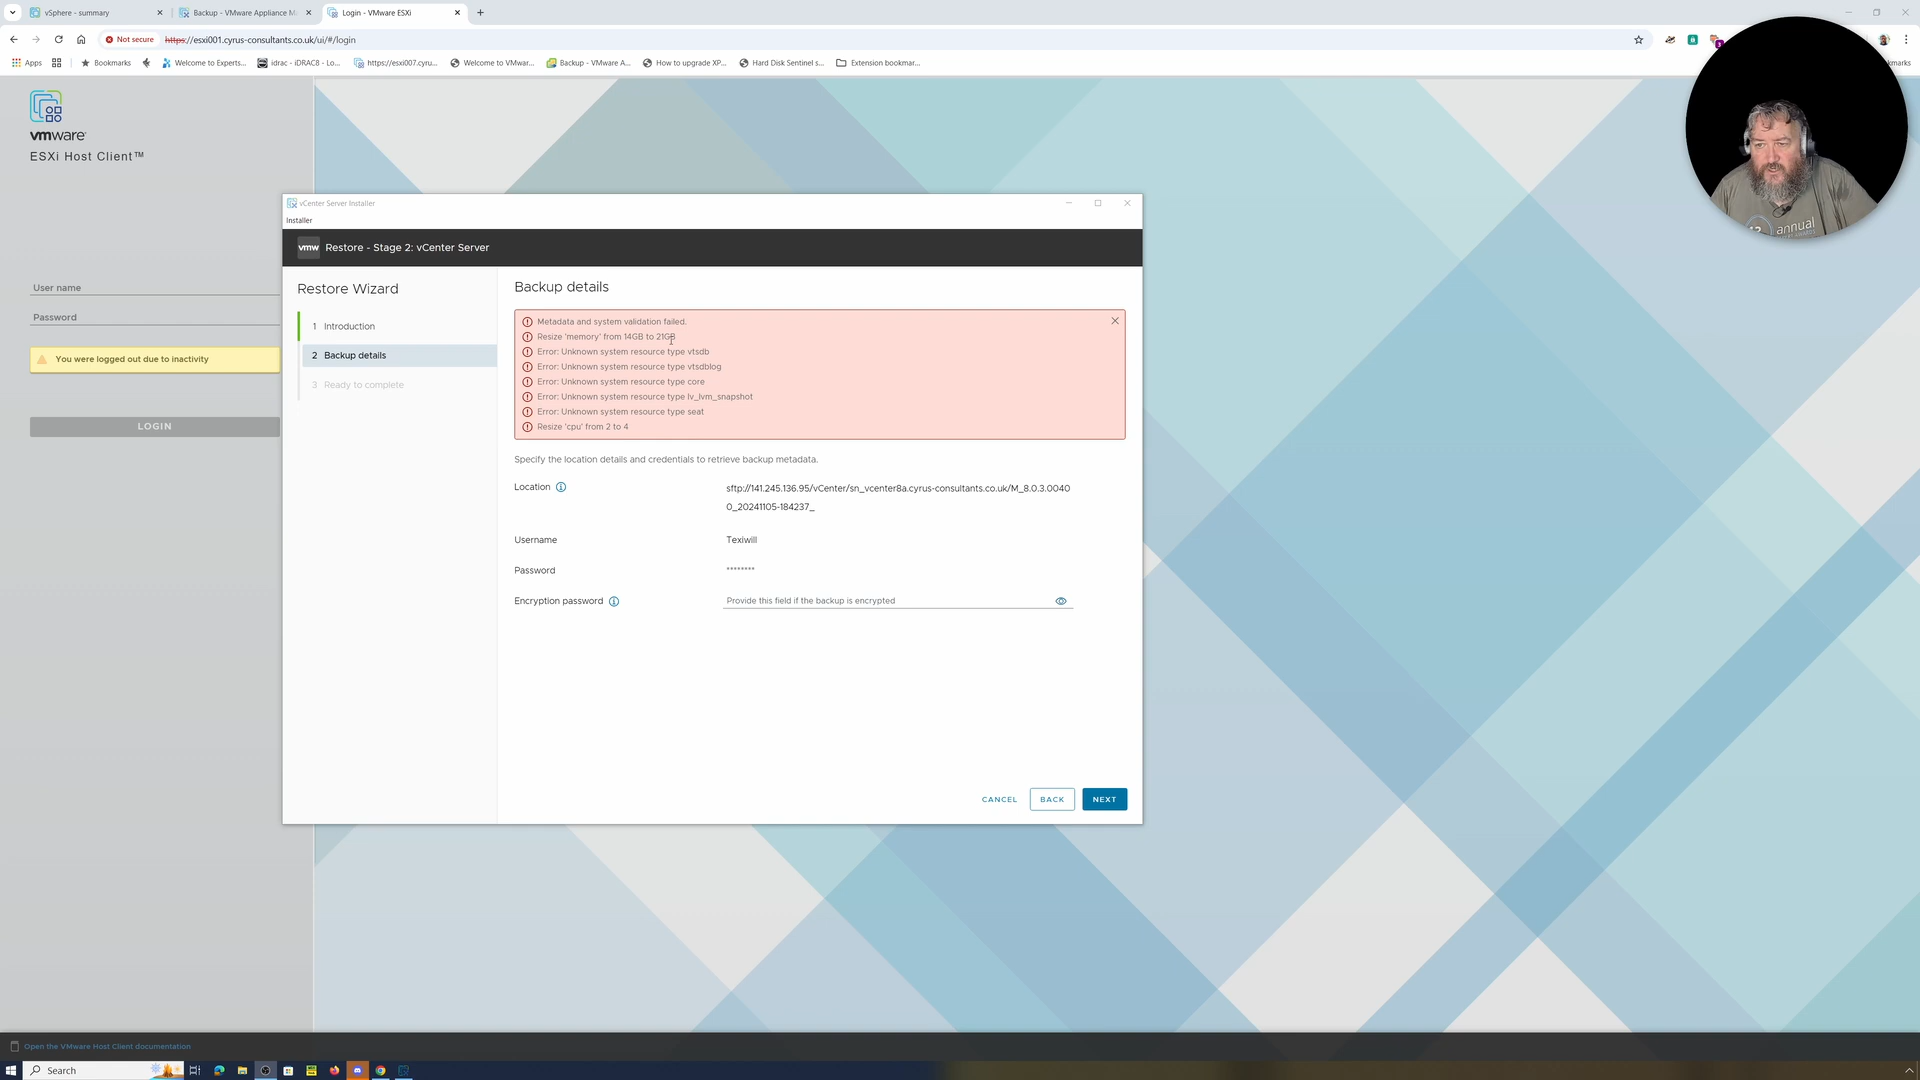 vSphere - summary
Backup - VMware Appliance M
Login - VMware ESXi
Not secure
https://esxi001.cyrus-consultants.co.uk/ui/#/login
Apps
Bookmarks
Welcome to Experts...
idrac - iDRAC8 - Lo...
https://esxi007.cyru...
Welcome to VMwar...
Backup - VMware A...
How to upgrade XP...
Hard Disk Sentinel s...
Extension bookmar...
kmarks
vmware
ESXi Host Client™
User name
Password
You were logged out due to inactivity
LOGIN
vCenter Server Installer
Installer
vmw Restore - Stage 2: vCenter Server
Restore Wizard
1 Introduction
2 Backup details
3 Ready to complete
Backup details
Metadata and system validation failed.
Resize 'memory' from 14GB to 21GB
Error: Unknown system resource type vtsdb
Error: Unknown system resource type vtsdblog
Error: Unknown system resource type core
Error: Unknown system resource type lv_lvm_snapshot
Error: Unknown system resource type seat
Resize 'cpu' from 2 to 4
Specify the location details and credentials to retrieve backup metadata.
Location
sftp://141.245.136.95/vCenter/sn_vcenter8a.cyrus-consultants.co.uk/M_8.0.3.0040
0_20241105-184237_
Username
Texiwill
Password
********
Encryption password
Provide this field if the backup is encrypted
CANCEL
BACK
NEXT
annual
Open the VMware Host Client documentation
Search